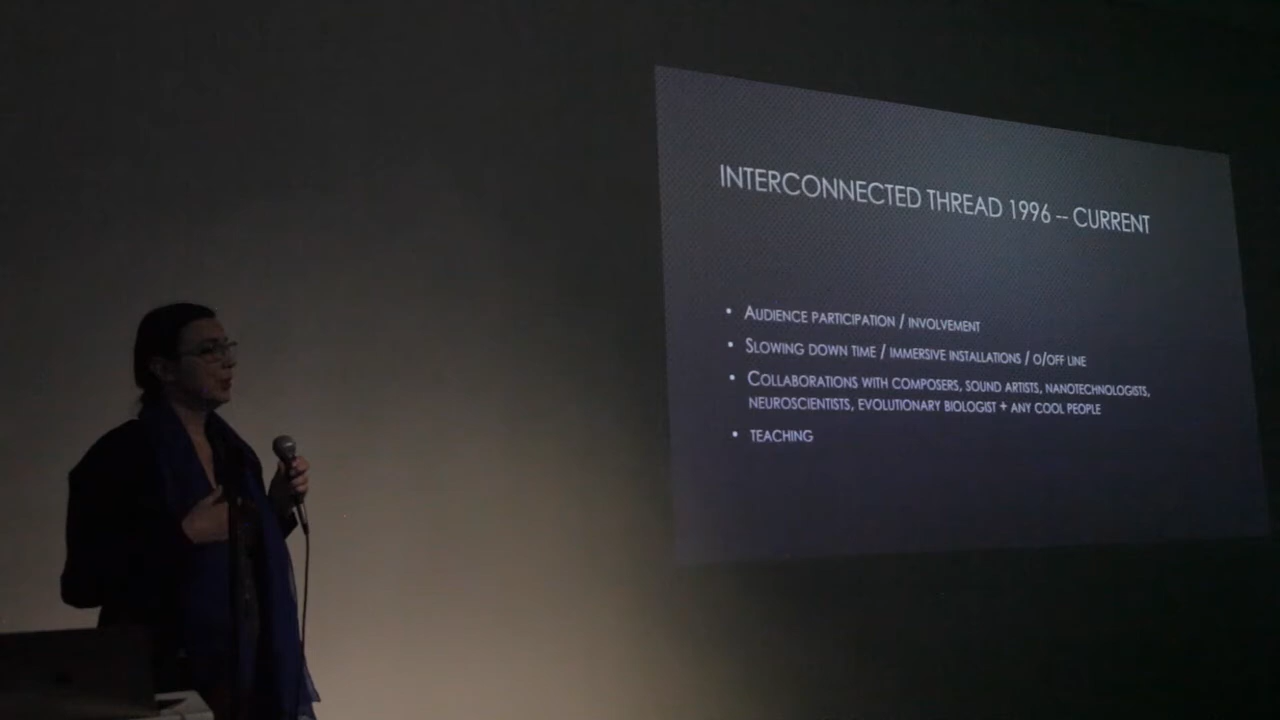 INTERCONNECTED THREAD 1996 -- CURRENT
• AUDIENCE PARTICIPATION / INVOLVEMENT
• SLOWING DOWN TIME / IMMERSIVE INSTALLATIONS / O/OFF LINE
• COLLABORATIONS WITH COMPOSERS, SOUND ARTISTS, NANOTECHNOLOGISTS,
NEUROSCIENTISTS, EVOLUTIONARY BIOLOGIST + ANY COOL PEOPLE
• TEACHING